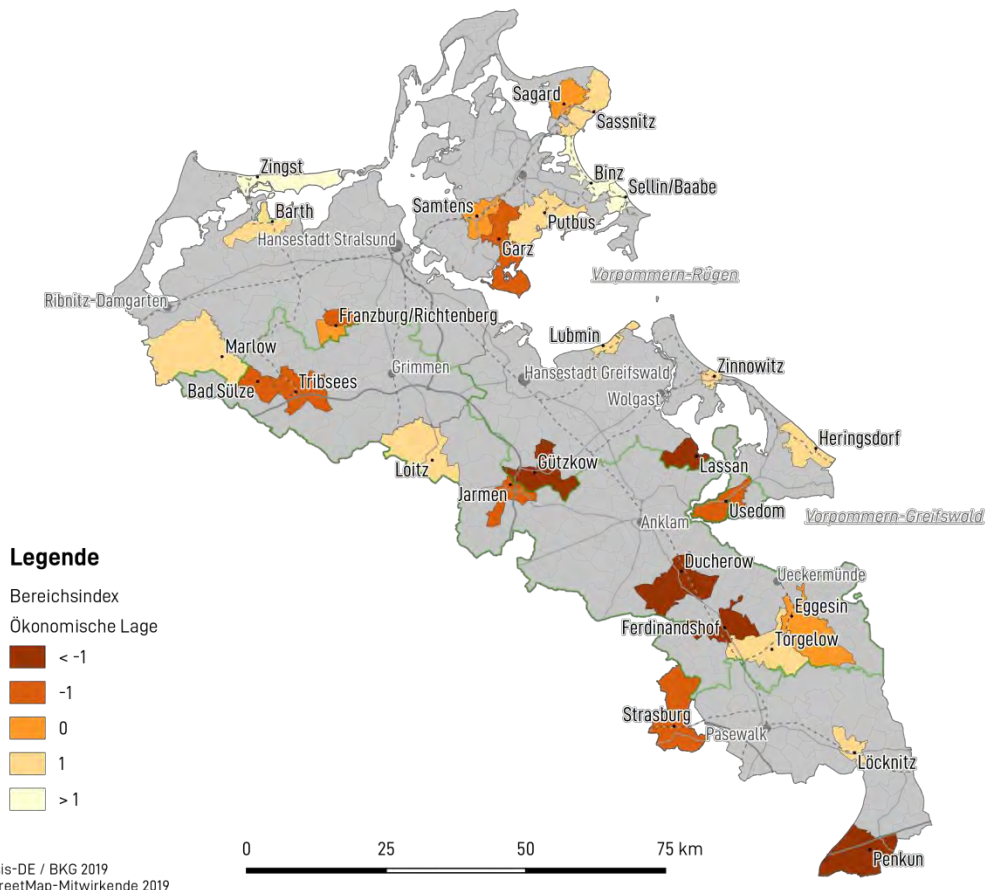 Sagard
Sassnitz
Zingst
Binz
Sellin/Baabe
Barth
Samtens
Putbus
Hansestadt Stralsund
Garz
Vorpommern-Rügen
Ribnitz-Damgarten
Franzburg/Richtenberg
Lubmin
Marlow
Grimmen
Hansestadt Greifswald
Zinnowitz
Bad Sülze
Tribsees
Wolgast
Heringsdorf
Loitz
Gützkow
Lassan
Jarmen
Usedom
Anklam
Vorpommern-Greifswald
Legende
Ducherow
Ueckermünde
Bereichsindex
Eggesin
Ökonomische Lage
Ferdinandshof
Torgelow
< -1
-1
Strasburg
0
Pasewalk
1
Löcknitz
> 1
0 25 50 75 km
Penkun
is-DE / BKG 2019
reetMap-Mitwirkende 2019